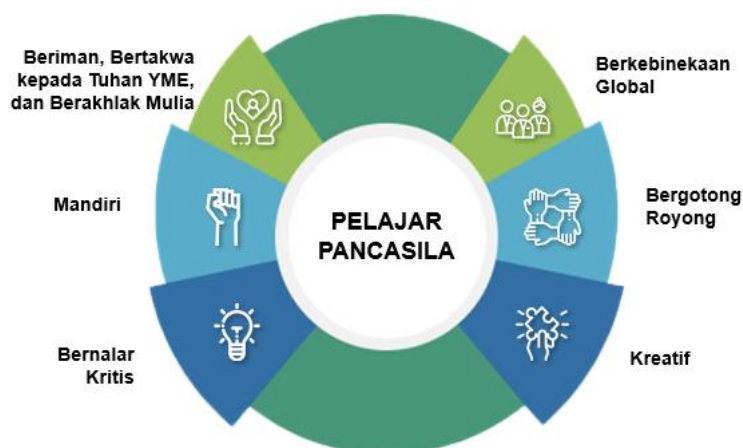 Beriman, Bertakwa
kepada Tuhan YME,
dan Berakhlak Mulia
Berkebinekaan
Global
Mandiri
PELAJAR
PANCASILA
Bergotong
Royong
Bernalar
Kritis
Kreatif